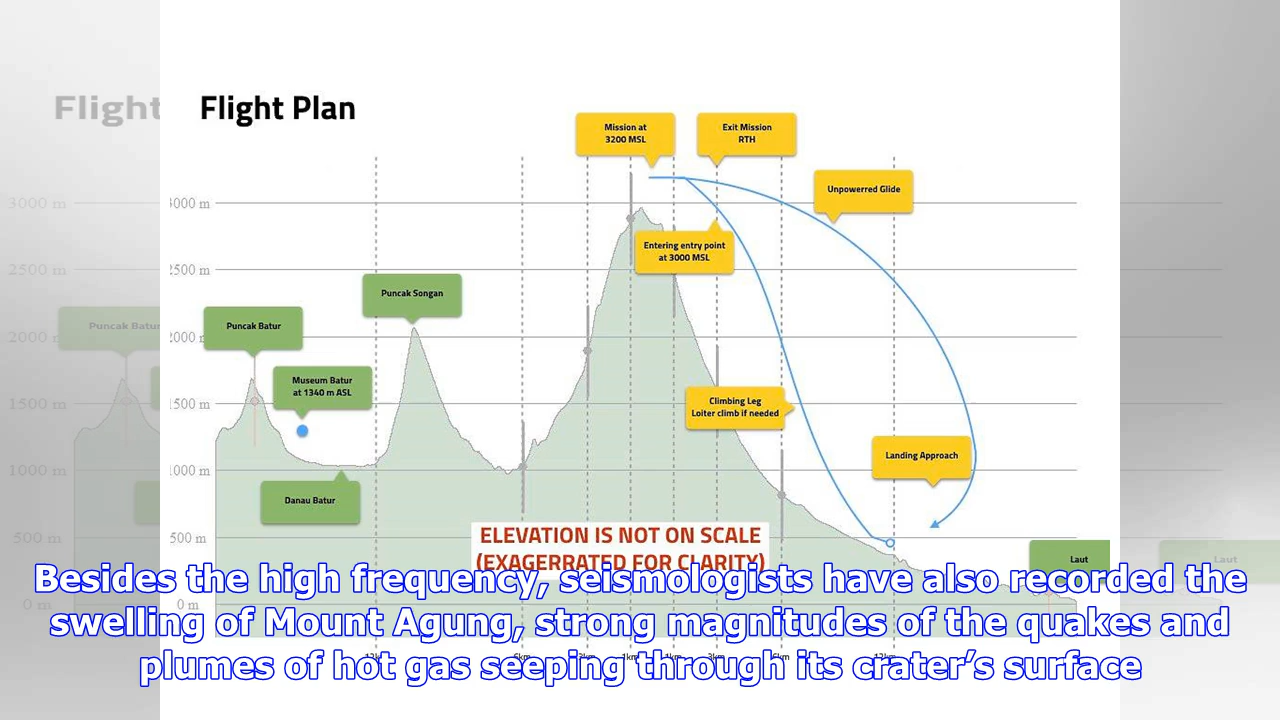 Flight Plan
Mission at
3200 MSL
Exit Mission
RTH
Unpowerred Glide
3000 m
2500 m
2000 m
1500 m
1000 m
500 m
0 m
Entering entry point
at 3000 MSL
Puncak Songan
Puncak Batur
Museum Batur
at 1340 m ASL
Climbing Leg
Loiter climb if needed
Landing Approach
Danau Batur
ELEVATION IS NOT ON SCALE
(EXAGERRATED FOR CLARITY)
Laut
Besides the high frequency, seismologists have also recorded the
swelling of Mount Agung, strong magnitudes of the quakes and
plumes of hot gas seeping through its crater’s surface